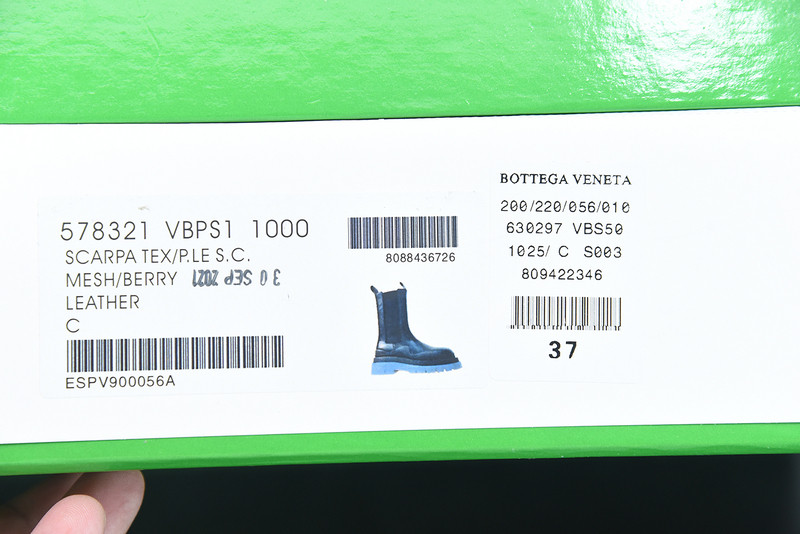 578321 VBPS1 1000
SCARPA TEX/P.LE S.C.
MESH/BERRY 30 SEP 2021
LEATHER
C
ESPV900056A
8088436726
BOTTEGA VENETA
200/220/056/010
630297 VBS50
1025/ C S003
809422346
37